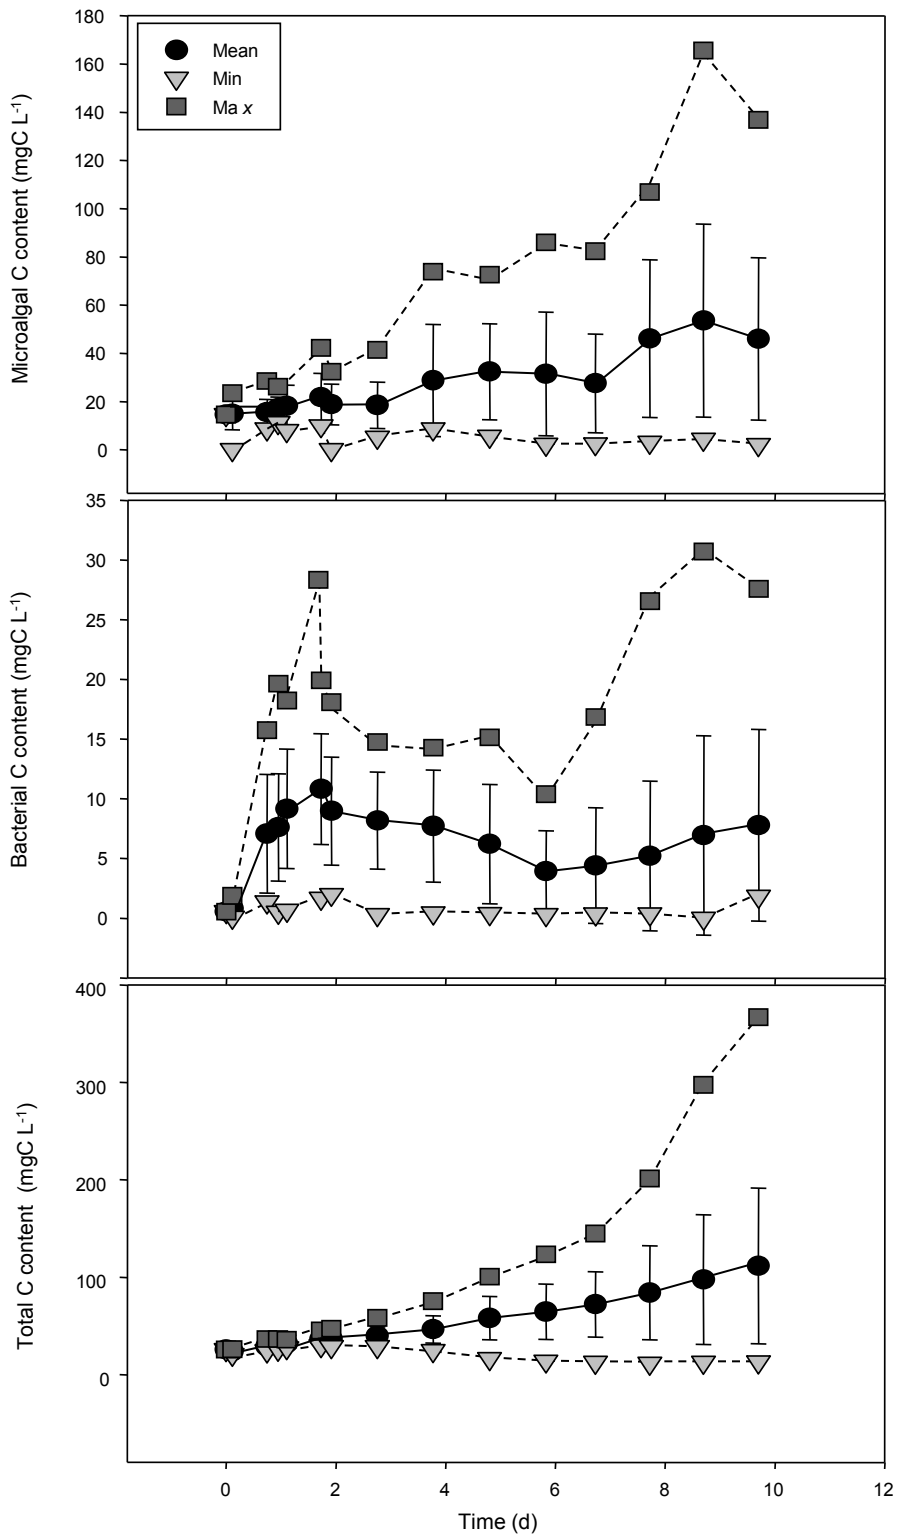 180
160
140
120
100
80
60
40
20
0
Microalgal C content (mgC L-1)
Mean
Min
Ma x
35
30
25
20
15
10
5
0
Bacterial C content (mgC L-1)
400
300
200
100
0
Total C content (mgC L-1)
0 2 4 6 8 10 12
Time (d)